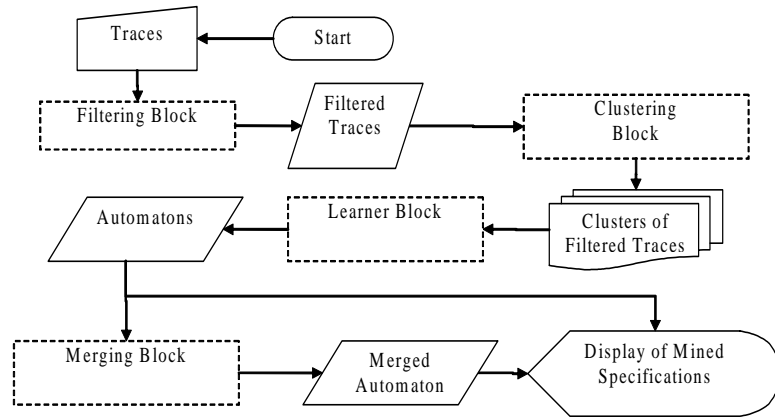 Traces
Start
Filtering Block
Filtered
Traces
Clustering
Block
Automatons
Learner Block
Clusters of
Filtered Traces
Merging Block
Merged
Automaton
Display of Mined
Specifications